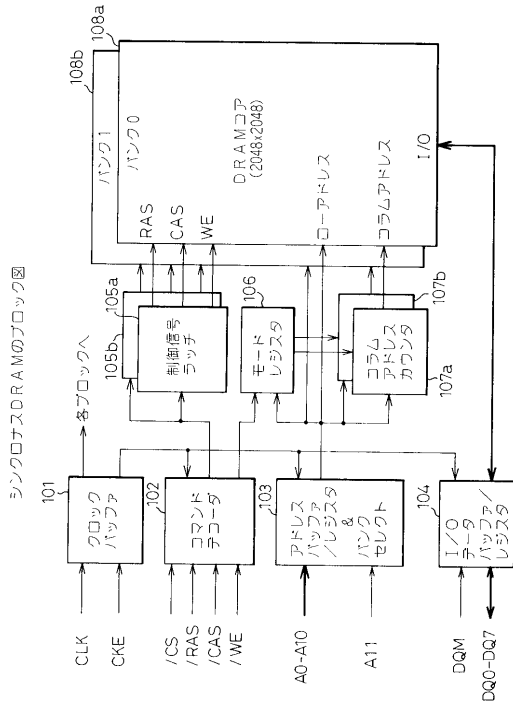 シンクロナスDRAMのブロック図
CLK
CKE
101
クロック
バッファ
各ブロックへ
/CS
/RAS
/CAS
/WE
102
コマンド
デコーダ
105b
105a
制御信号
ラッチ
A0-A10
A11
103
アドレス
バッファ
/レジスタ
&
バンク
セレクト
106
モード
レジスタ
コラム
アドレス
カウンタ
107a
107b
DQM
DQ0-DQ7
104
I/O
データ
バッファ/
レジスタ
108b
108a
バンク1
バンク0
RAS
CAS
WE
DRAMコア
(2048x2048)
ローアドレス
コラムアドレス
I/O